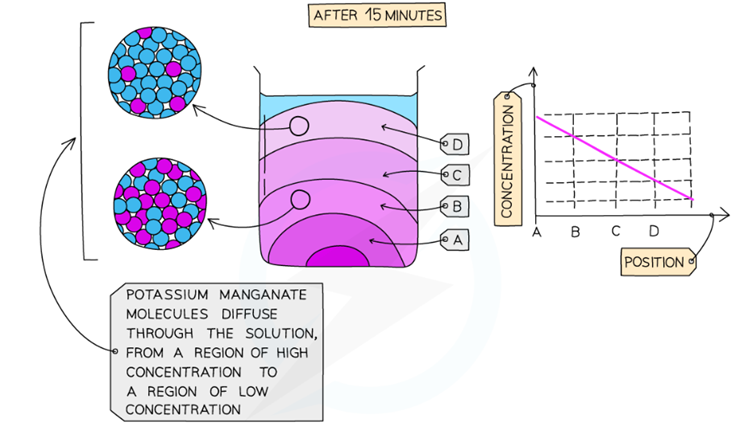 AFTER 15 MINUTES
D
C
B
A
CONCENTRATION
A B C D
POSITION
POTASSIUM MANGANATE
MOLECULES DIFFUSE
THROUGH THE SOLUTION,
FROM A REGION OF HIGH
CONCENTRATION TO
A REGION OF LOW
CONCENTRATION